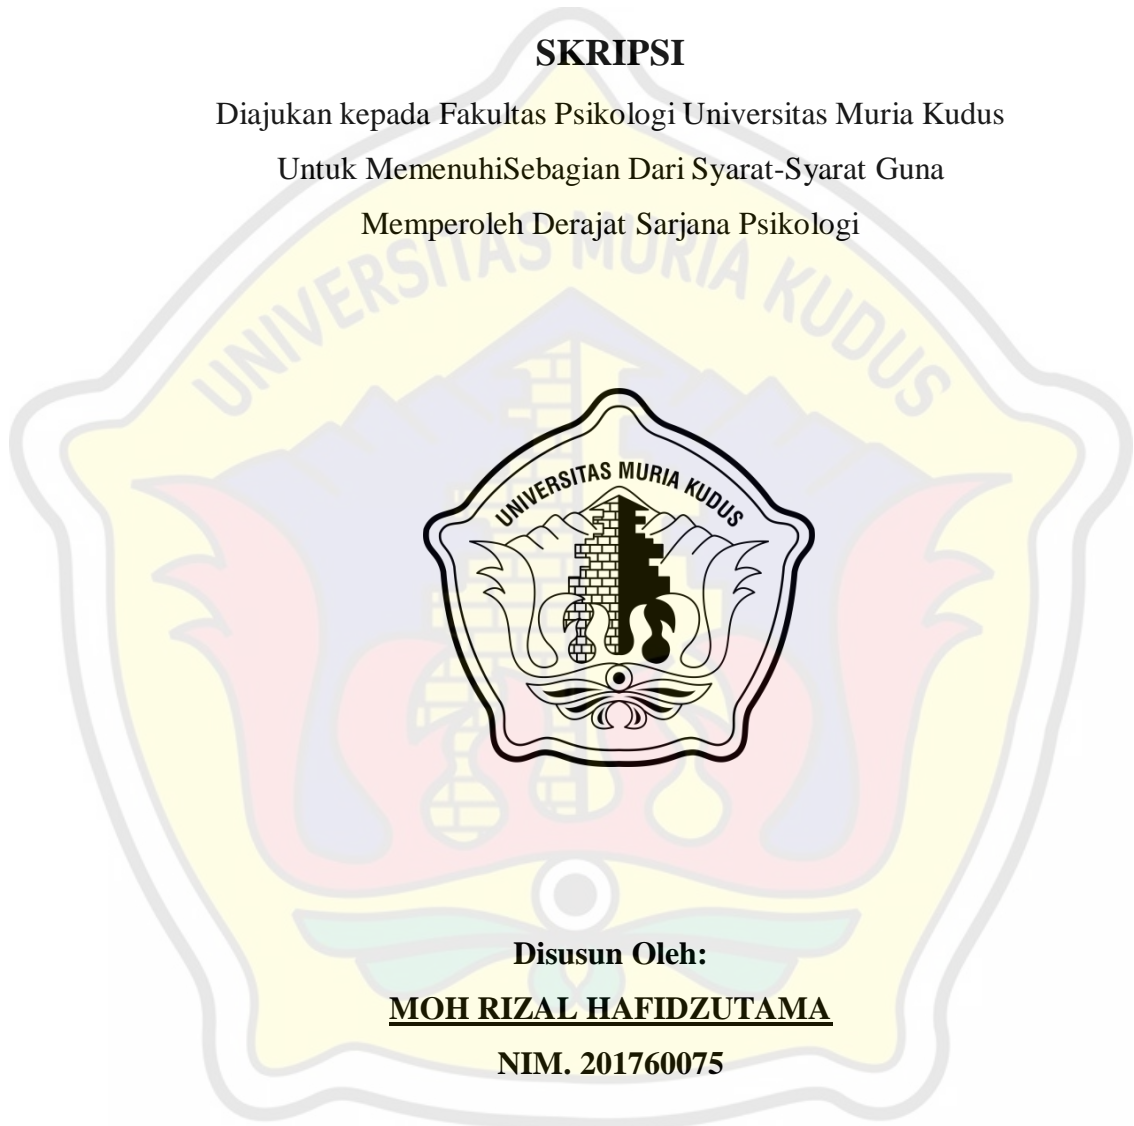 SKRIPSI
Diajukan kepada Fakultas Psikologi Universitas Muria Kudus
Untuk MemenuhiSebagian Dari Syarat-Syarat Guna
Memperoleh Derajat Sarjana Psikologi
UNIVERSITAS MURIA KUDUS
UNIVERSITAS MURIA KUDUS
Disusun Oleh:
MOH RIZAL HAFIDZUTAMA
NIM. 201760075